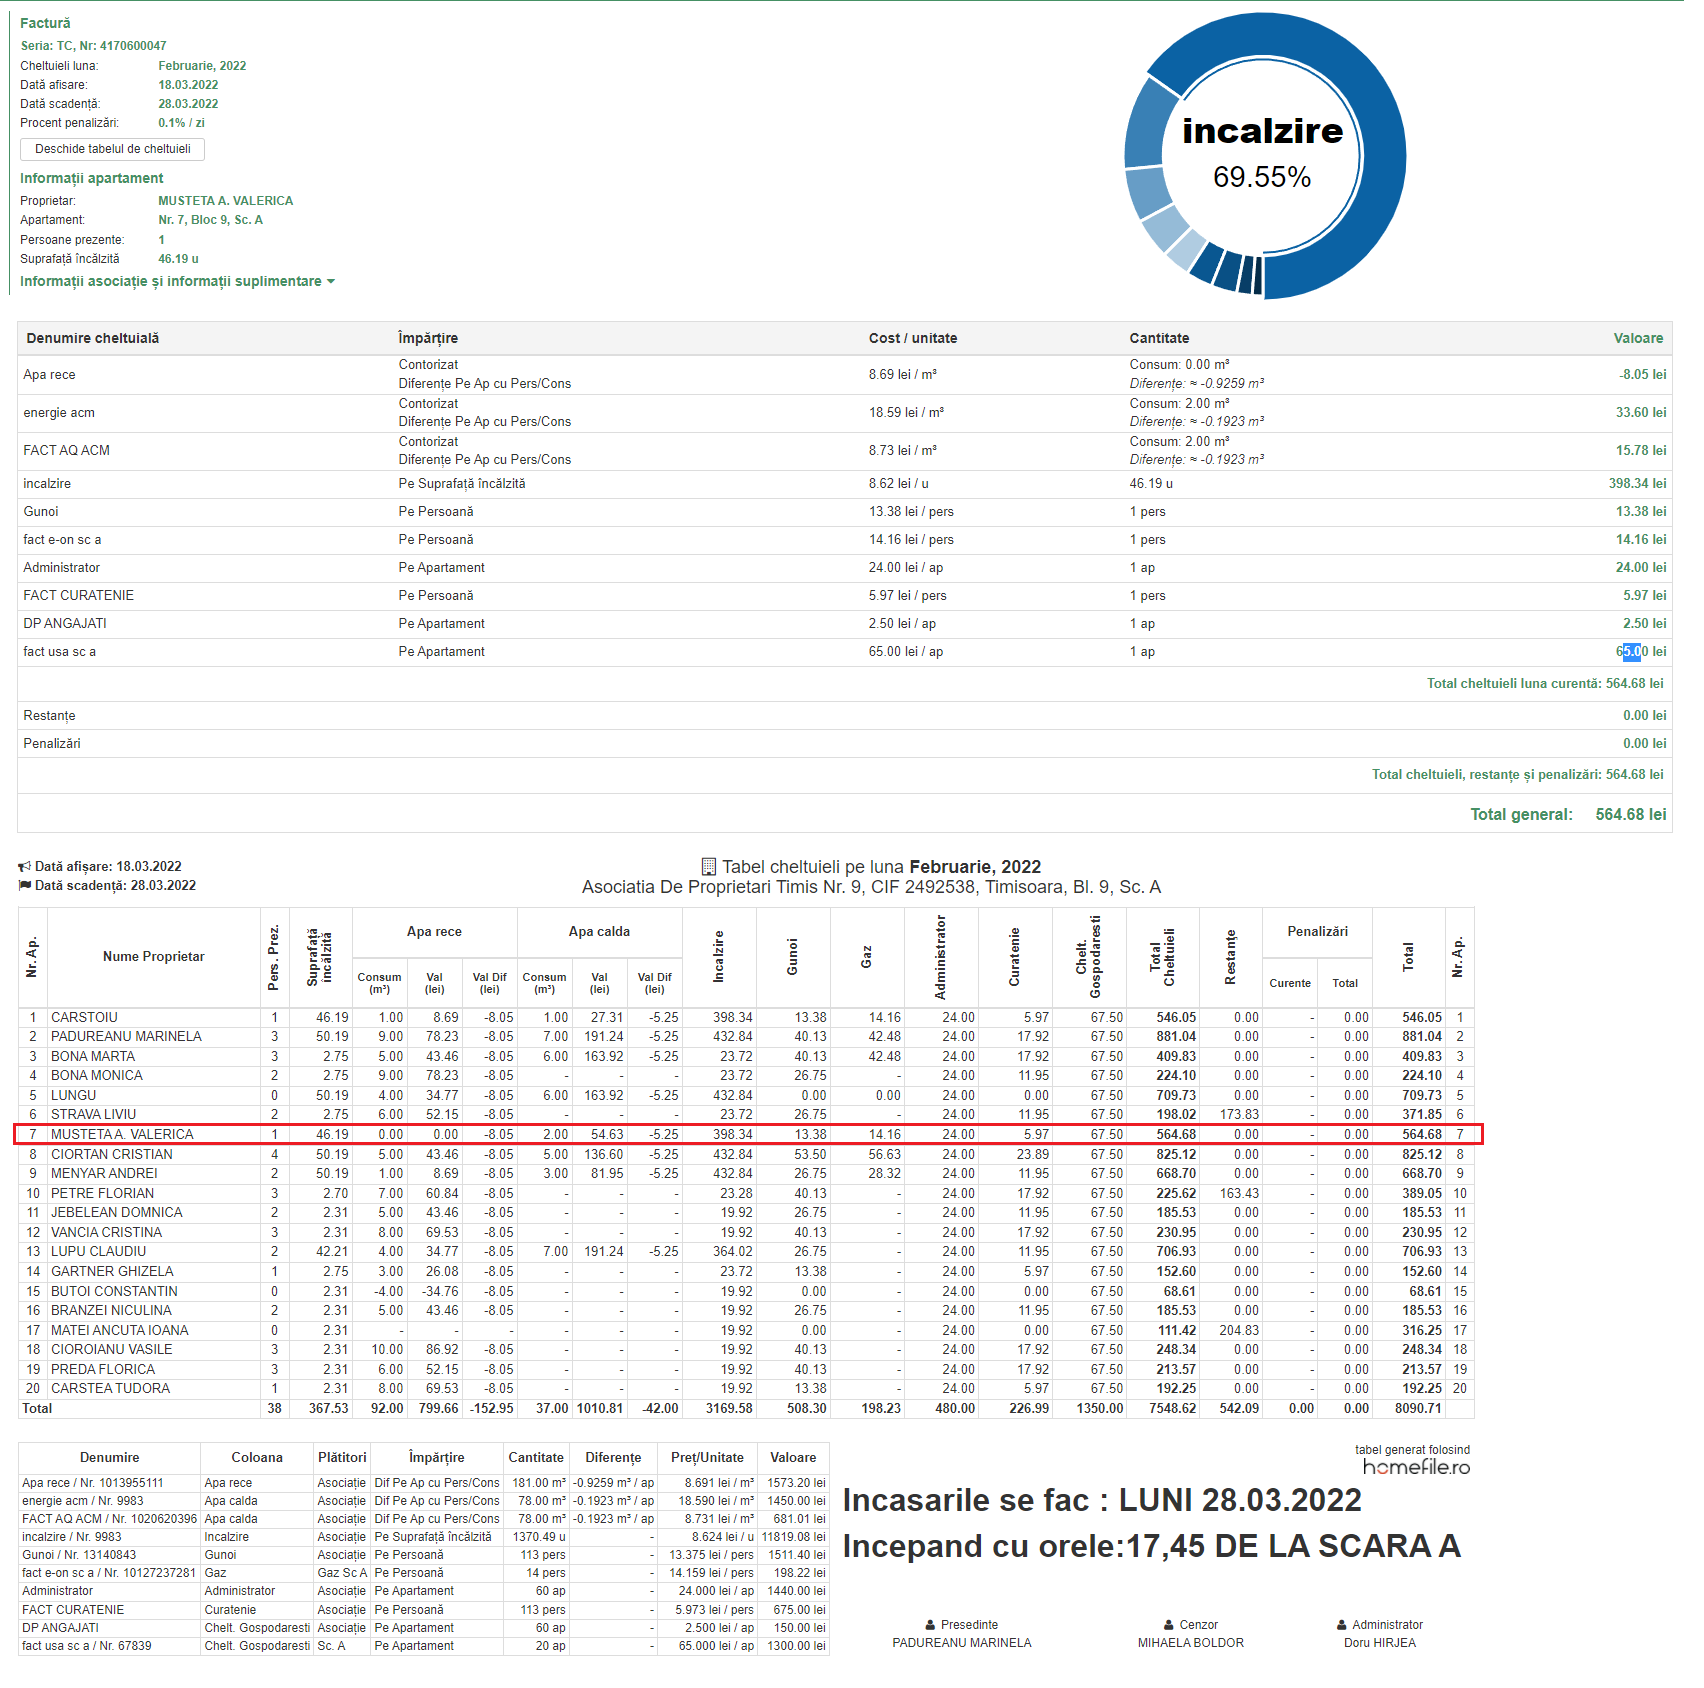 Factură
Seria: TC, Nr: 4170600047
Cheltuieli luna: Februarie, 2022
Dată afisare: 18.03.2022
Dată scadență: 28.03.2022
Procent penalizări: 0.1% / zi
Deschide tabelul de cheltuieli
Informații apartament
Proprietar: MUSTETA A. VALERICA
Apartament: Nr. 7, Bloc 9, Sc. A
Persoane prezente: 1
Suprafață încălzită 46.19 u
Informații asociație și informații suplimentare
incalzire
69.55%
Denumire cheltuială Împărțire Cost / unitate Cantitate Valoare
Apa rece Contorizat Diferențe Pe Ap cu Pers/Cons 8.69 lei / m³ Consum: 0.00 m³ Diferențe: ≈ -0.9259 m³ -8.05 lei
energie acm Contorizat Diferențe Pe Ap cu Pers/Cons 18.59 lei / m³ Consum: 2.00 m³ Diferențe: ≈ -0.1923 m³ 33.60 lei
FACT AQ ACM Contorizat Diferențe Pe Ap cu Pers/Cons 8.73 lei / m³ Consum: 2.00 m³ Diferențe: ≈ -0.1923 m³ 15.78 lei
incalzire Pe Suprafață încălzită 8.62 lei / u 46.19 u 398.34 lei
Gunoi Pe Persoană 13.38 lei / pers 1 pers 13.38 lei
fact e-on sc a Pe Persoană 14.16 lei / pers 1 pers 14.16 lei
Administrator Pe Apartament 24.00 lei / ap 1 ap 24.00 lei
FACT CURATENIE Pe Persoană 5.97 lei / pers 1 pers 5.97 lei
DP ANGAJATI Pe Apartament 2.50 lei / ap 1 ap 2.50 lei
fact usa sc a Pe Apartament 65.00 lei / ap 1 ap 65.00 lei
Total cheltuieli luna curentă: 564.68 lei
Restanțe 0.00 lei
Penalizări 0.00 lei
Total cheltuieli, restanțe și penalizări: 564.68 lei
Total general: 564.68 lei
Dată afișare: 18.03.2022
Dată scadență: 28.03.2022
Tabel cheltuieli pe luna Februarie, 2022
Asociatia De Proprietari Timis Nr. 9, CIF 2492538, Timisoara, Bl. 9, Sc. A
Nr. Ap. Nume Proprietar Pers. Prez. Suprafață încălzită Apa rece Apa calda Incalzire Gunoi Gaz Administrator Curatenie Chelt. Gospodaresti Total Cheltuieli Restanțe Penalizări Total Nr. Ap.
Consum (m³) Val (lei) Val Dif (lei) Consum (m³) Val (lei) Val Dif (lei) Curente Total
1 CARSTOIU 1 46.19 1.00 8.69 -8.05 1.00 27.31 -5.25 398.34 13.38 14.16 24.00 5.97 67.50 546.05 0.00 - 0.00 546.05 1
2 PADUREANU MARINELA 3 50.19 9.00 78.23 -8.05 7.00 191.24 -5.25 432.84 40.13 42.48 24.00 17.92 67.50 881.04 0.00 - 0.00 881.04 2
3 BONA MARTA 3 2.75 5.00 43.46 -8.05 6.00 163.92 -5.25 23.72 40.13 42.48 24.00 17.92 67.50 409.83 0.00 - 0.00 409.83 3
4 BONA MONICA 2 2.75 9.00 78.23 -8.05 - - - 23.72 26.75 - 24.00 11.95 67.50 224.10 0.00 - 0.00 224.10 4
5 LUNGU 0 50.19 4.00 34.77 -8.05 6.00 163.92 -5.25 432.84 0.00 0.00 24.00 0.00 67.50 709.73 0.00 - 0.00 709.73 5
6 STRAVA LIVIU 2 2.75 6.00 52.15 -8.05 - - - 23.72 26.75 - 24.00 11.95 67.50 198.02 173.83 - 0.00 371.85 6
7 MUSTETA A. VALERICA 1 46.19 0.00 0.00 -8.05 2.00 54.63 -5.25 398.34 13.38 14.16 24.00 5.97 67.50 564.68 0.00 - 0.00 564.68 7
8 CIORTAN CRISTIAN 4 50.19 5.00 43.46 -8.05 5.00 136.60 -5.25 432.84 53.50 56.63 24.00 23.89 67.50 825.12 0.00 - 0.00 825.12 8
9 MENYAR ANDREI 2 50.19 1.00 8.69 -8.05 3.00 81.95 -5.25 432.84 26.75 28.32 24.00 11.95 67.50 668.70 0.00 - 0.00 668.70 9
10 PETRE FLORIAN 3 2.70 7.00 60.84 -8.05 - - - 23.28 40.13 - 24.00 17.92 67.50 225.62 163.43 - 0.00 389.05 10
11 JEBELEAN DOMNICA 2 2.31 5.00 43.46 -8.05 - - - 19.92 26.75 - 24.00 11.95 67.50 185.53 0.00 - 0.00 185.53 11
12 VANCIA CRISTINA 3 2.31 8.00 69.53 -8.05 - - - 19.92 40.13 - 24.00 17.92 67.50 230.95 0.00 - 0.00 230.95 12
13 LUPU CLAUDIU 2 42.21 4.00 34.77 -8.05 7.00 191.24 -5.25 364.02 26.75 - 24.00 11.95 67.50 706.93 0.00 - 0.00 706.93 13
14 GARTNER GHIZELA 1 2.75 3.00 26.08 -8.05 - - - 23.72 13.38 - 24.00 5.97 67.50 152.60 0.00 - 0.00 152.60 14
15 BUTOI CONSTANTIN 0 2.31 -4.00 -34.76 -8.05 - - - 19.92 0.00 - 24.00 0.00 67.50 68.61 0.00 - 0.00 68.61 15
16 BRANZEI NICULINA 2 2.31 5.00 43.46 -8.05 - - - 19.92 26.75 - 24.00 11.95 67.50 185.53 0.00 - 0.00 185.53 16
17 MATEI ANCUTA IOANA 0 2.31 - - - - - - 19.92 0.00 - 24.00 0.00 67.50 111.42 204.83 - 0.00 316.25 17
18 CIOROIANU VASILE 3 2.31 10.00 86.92 -8.05 - - - 19.92 40.13 - 24.00 17.92 67.50 248.34 0.00 - 0.00 248.34 18
19 PREDA FLORICA 3 2.31 6.00 52.15 -8.05 - - - 19.92 40.13 - 24.00 17.92 67.50 213.57 0.00 - 0.00 213.57 19
20 CARSTEA TUDORA 1 2.31 8.00 69.53 -8.05 - - - 19.92 13.38 - 24.00 5.97 67.50 192.25 0.00 - 0.00 192.25 20
Total 38 367.53 92.00 799.66 -152.95 37.00 1010.81 -42.00 3169.58 508.30 198.23 480.00 226.99 1350.00 7548.62 542.09 0.00 0.00 8090.71
Denumire Coloana Plătitori Împărțire Cantitate Diferențe Preț/Unitate Valoare
Apa rece / Nr. 1013955111 Apa rece Asociație Dif Pe Ap cu Pers/Cons 181.00 m³ -0.9259 m³ / ap 8.691 lei / m³ 1573.20 lei
energie acm / Nr. 9983 Apa calda Asociație Dif Pe Ap cu Pers/Cons 78.00 m³ -0.1923 m³ / ap 18.590 lei / m³ 1450.00 lei
FACT AQ ACM / Nr. 1020620396 Apa calda Asociație Dif Pe Ap cu Pers/Cons 78.00 m³ -0.1923 m³ / ap 8.731 lei / m³ 681.01 lei
incalzire / Nr. 9983 Incalzire Asociație Pe Suprafață încălzită 1370.49 u - 8.624 lei / u 11819.08 lei
Gunoi / Nr. 13140843 Gunoi Asociație Pe Persoană 113 pers - 13.375 lei / pers 1511.40 lei
fact e-on sc a / Nr. 10127237281 Gaz Gaz Sc A Pe Persoană 14 pers - 14.159 lei / pers 198.22 lei
Administrator Administrator Asociație Pe Apartament 60 ap - 24.000 lei / ap 1440.00 lei
FACT CURATENIE Curatenie Asociație Pe Persoană 113 pers - 5.973 lei / pers 675.00 lei
DP ANGAJATI Chelt. Gospodaresti Asociație Pe Apartament 60 ap - 2.500 lei / ap 150.00 lei
fact usa sc a / Nr. 67839 Chelt. Gospodaresti Sc. A Pe Apartament 20 ap - 65.000 lei / ap 1300.00 lei
tabel generat folosind
homefile.ro
Incasarile se fac : LUNI 28.03.2022
Incepand cu orele:17,45 DE LA SCARA A
Presedinte Cenzor Administrator
PADUREANU MARINELA MIHAELA BOLDOR Doru HIRJEA